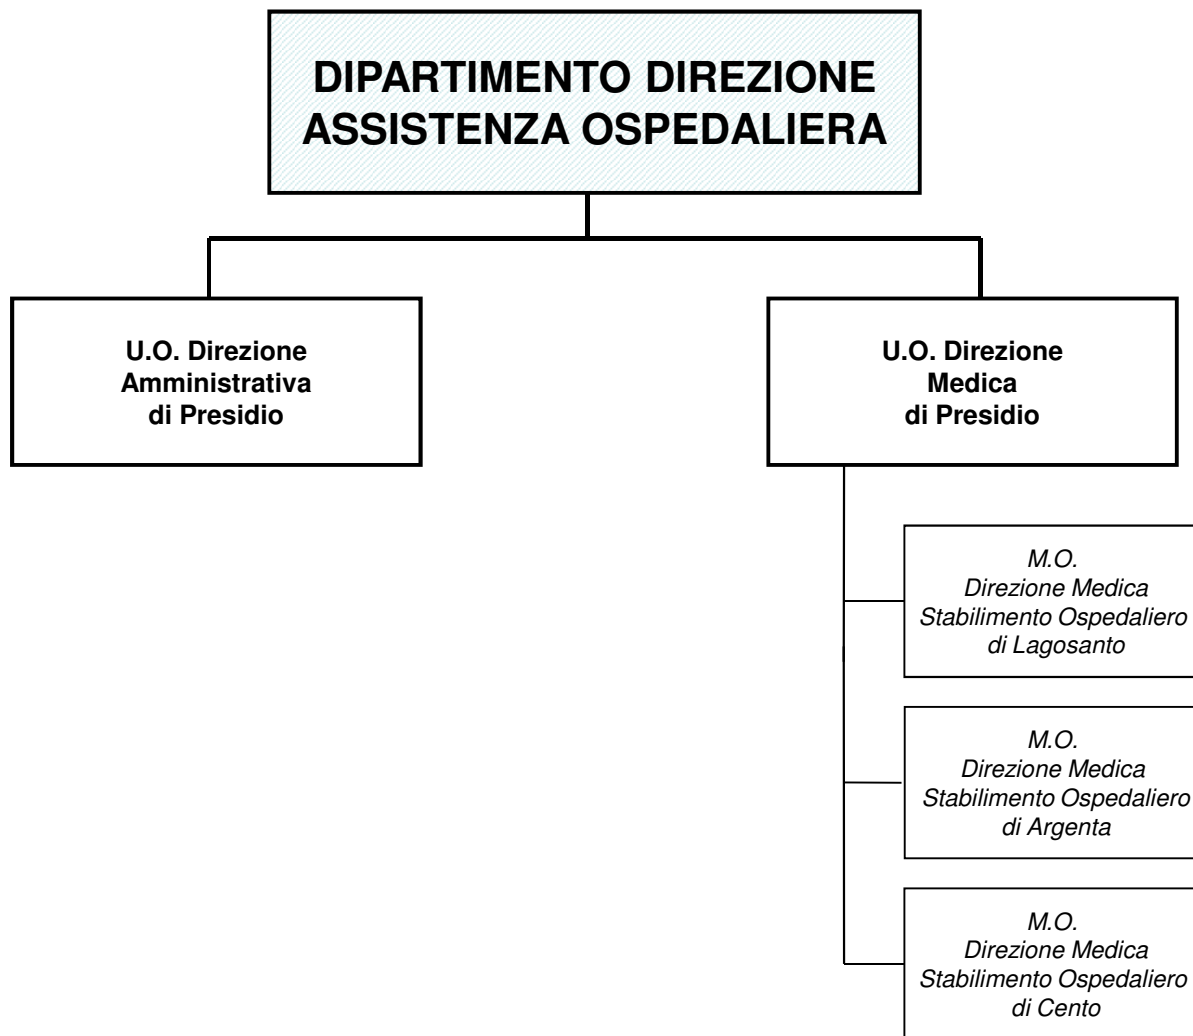 DIPARTIMENTO DIREZIONE
ASSISTENZA OSPEDALIERA
U.O. Direzione
Amministrativa
di Presidio
U.O. Direzione
Medica
di Presidio
M.O.
Direzione Medica
Stabilimento Ospedaliero
di Lagosanto
M.O.
Direzione Medica
Stabilimento Ospedaliero
di Argenta
M.O.
Direzione Medica
Stabilimento Ospedaliero
di Cento